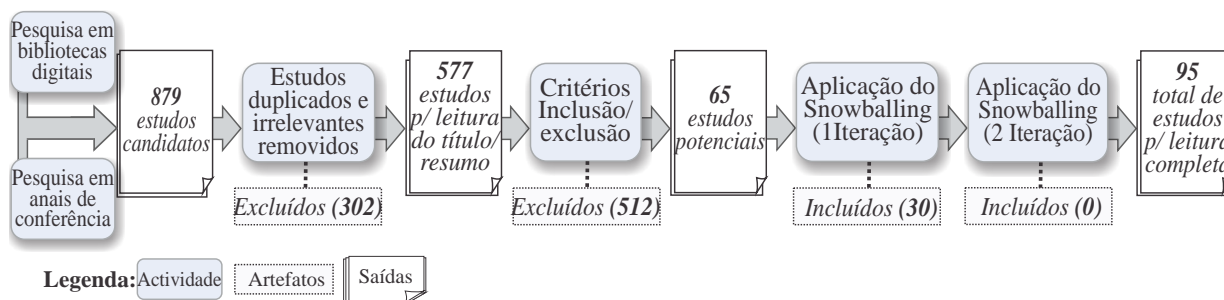 Pesquisa em
bibliotecas
digitais
Pesquisa em
anais de
conferência
879
estudos
candidatos
Estudos
duplicados e
irrelevantes
removidos
Excluídos (302)
577
estudos
p/ leitura
do título/
resumo
Critérios
Inclusão/
exclusão
Excluídos (512)
65
estudos
potenciais
Aplicação do
Snowballing
(1Iteração)
Incluídos (30)
Aplicação do
Snowballing
(2 Iteração)
Incluídos (0)
95
total de
estudos
p/ leitura
completa
Legenda: Actividade Artefatos Saídas